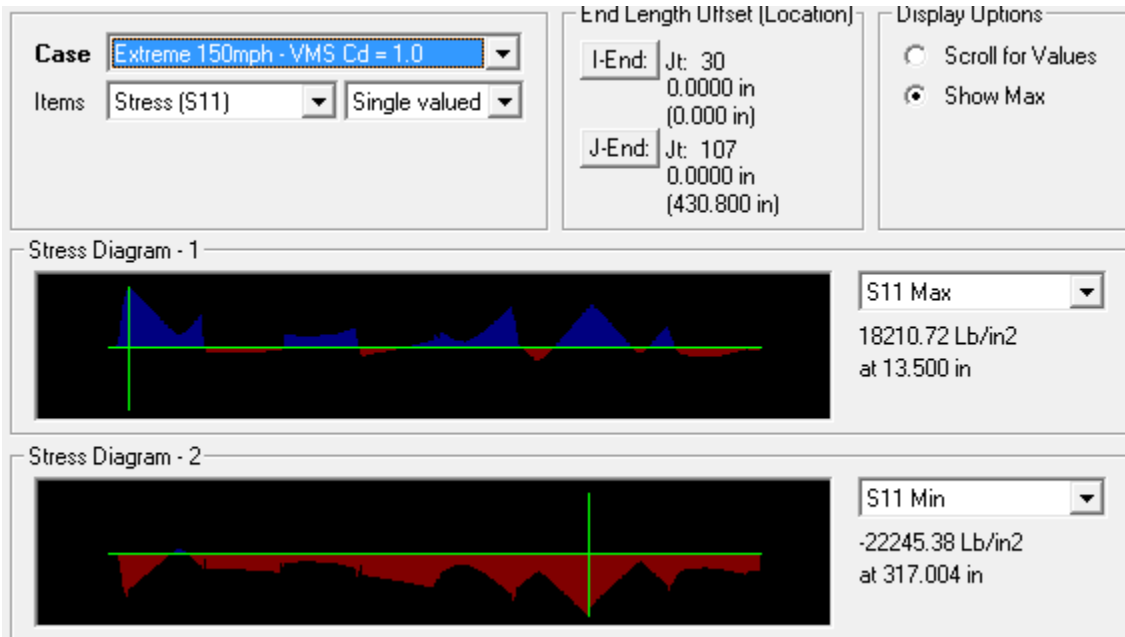 End Length Offset (Location)
Display Options
Case
Extreme 150mph - VMS Cd = 1.0
Items
Stress (S11)
Single valued
I-End:
Jt: 30
0.0000 in
(0.000 in)
J-End:
Jt: 107
0.0000 in
(430.800 in)
Scroll for Values
Show Max
Stress Diagram - 1
S11 Max
18210.72 Lb/in2
at 13.500 in
Stress Diagram - 2
S11 Min
-22245.38 Lb/in2
at 317.004 in